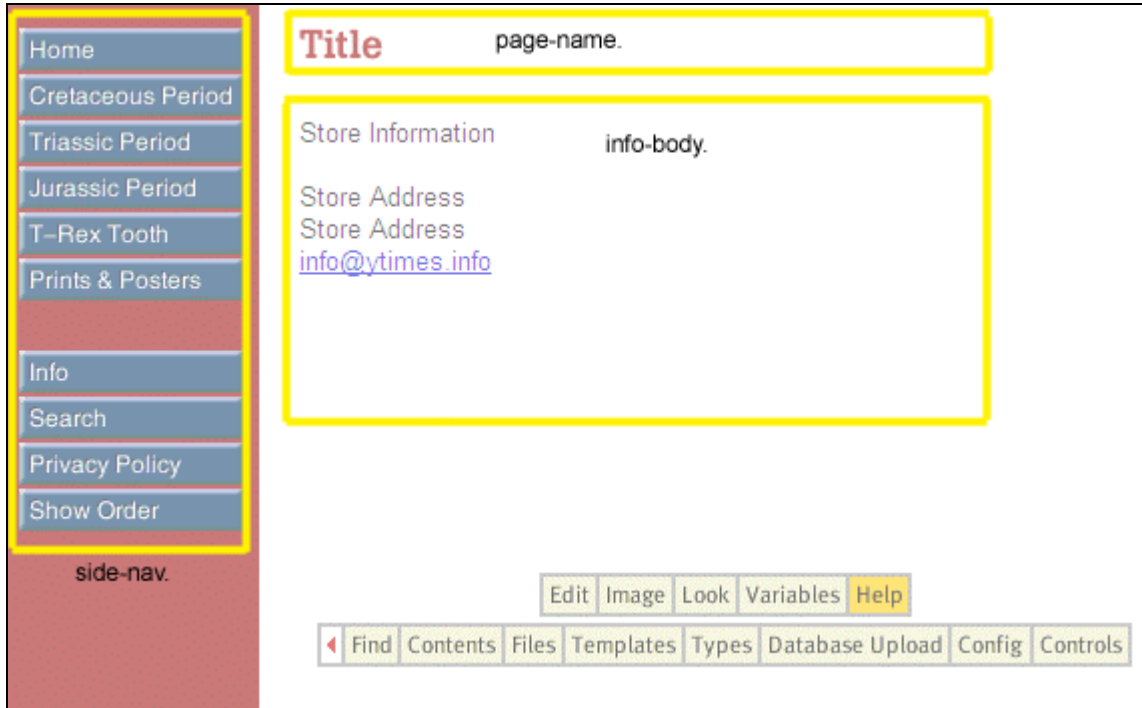 Home
Cretaceous Period
Triassic Period
Jurassic Period
T-Rex Tooth
Prints & Posters
Info
Search
Privacy Policy
Show Order
side-nav.
Title
page-name.
Store Information
info-body.
Store Address
Store Address
info@ytimes.info
Edit Image Look Variables Help
Find Contents Files Templates Types Database Upload Config Controls